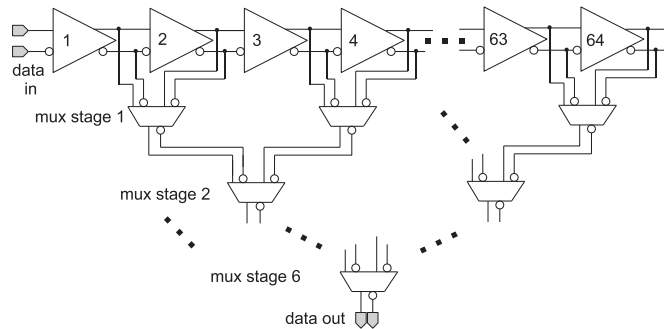 1 2 3 4 63 64
data
in
mux stage 1
mux stage 2
mux stage 6
data out